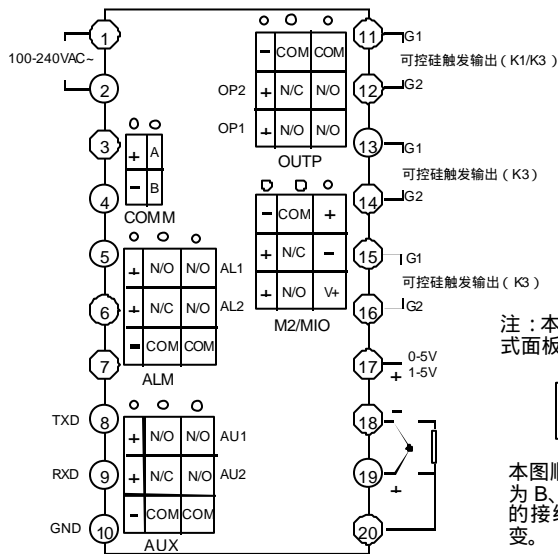 1
100-240VAC~
2
3
+ A
- B
4
COMM
5
+ N/O N/O AL1
6
+ N/C N/O AL2
7
- COM COM
ALM
TXD 8
+ N/O N/O AU1
RXD 9
+ N/C N/O AU2
GND 10
- COM COM
AUX
- COM COM
OP2 + N/C N/O
OP1 + N/O N/O
OUTP
- COM +
+ N/C -
+ N/O V+
M2/MIO
11 G1
可控硅触发输出（K1/K3）
12 G2
13 G1
可控硅触发输出（K3）
14 G2
15 G1
可控硅触发输出（K3）
16 G2
17 0-5V
+ 1-5V
18 -
19 +
20
注：本
式面板
本图顺
为 B、
的接线
变。